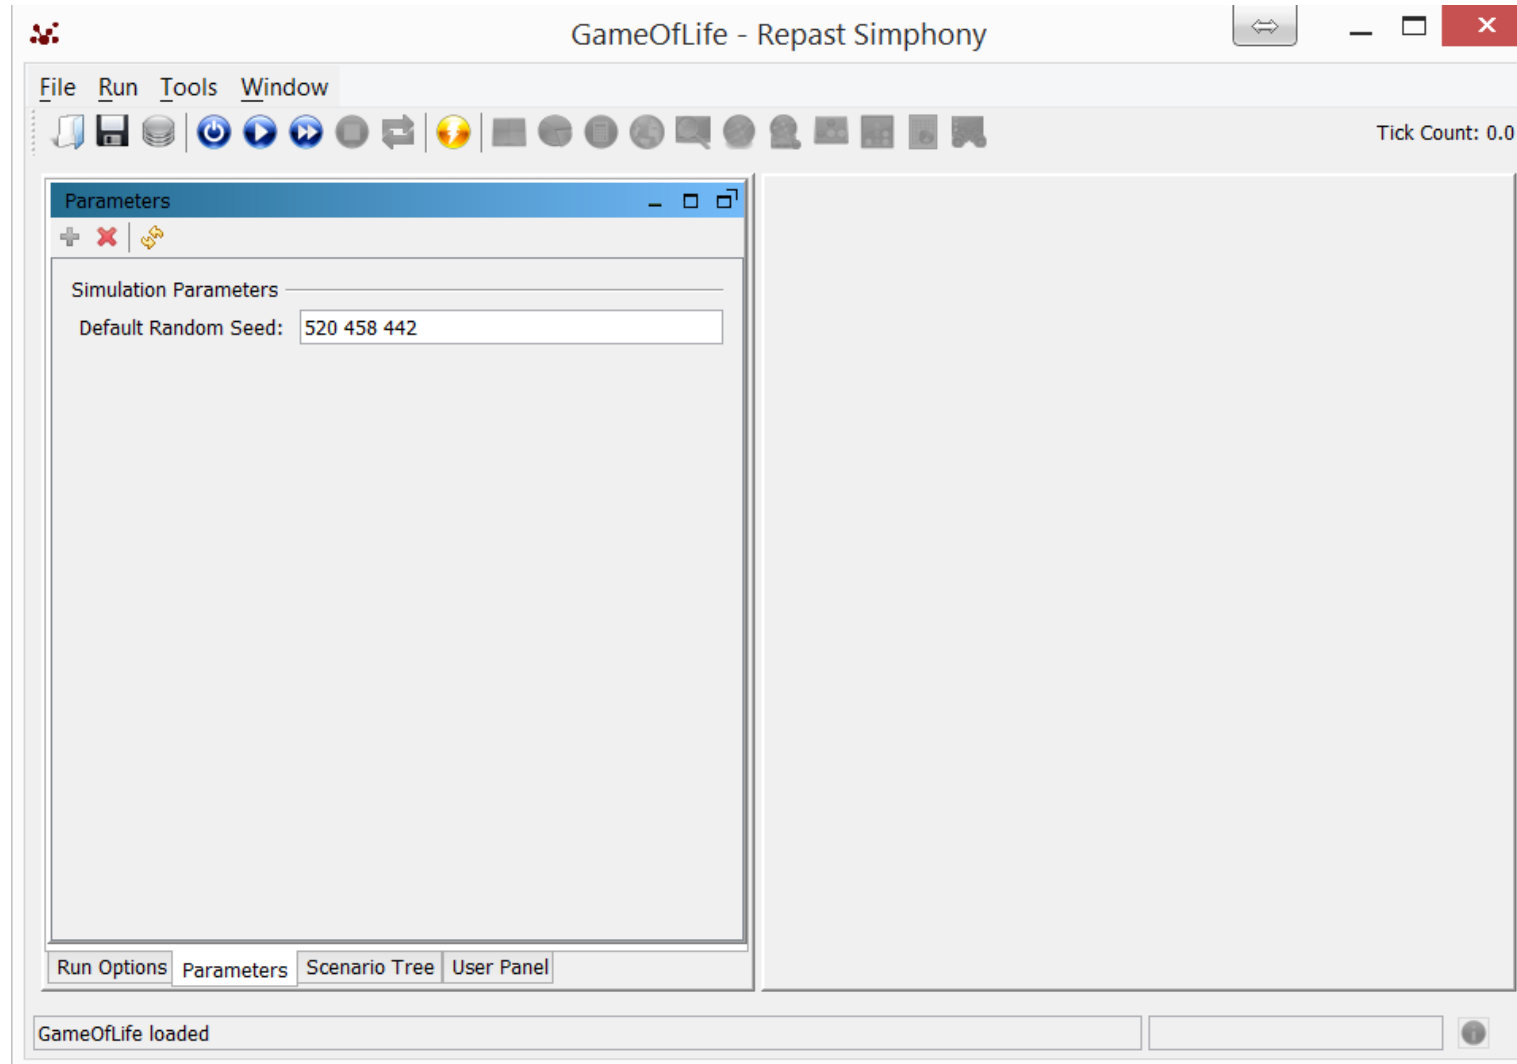 GameOfLife - Repast Simphony
File Run Tools Window
Tick Count: 0.0
Parameters
Simulation Parameters
Default Random Seed: 520 458 442
Run Options Parameters Scenario Tree User Panel
GameOfLife loaded